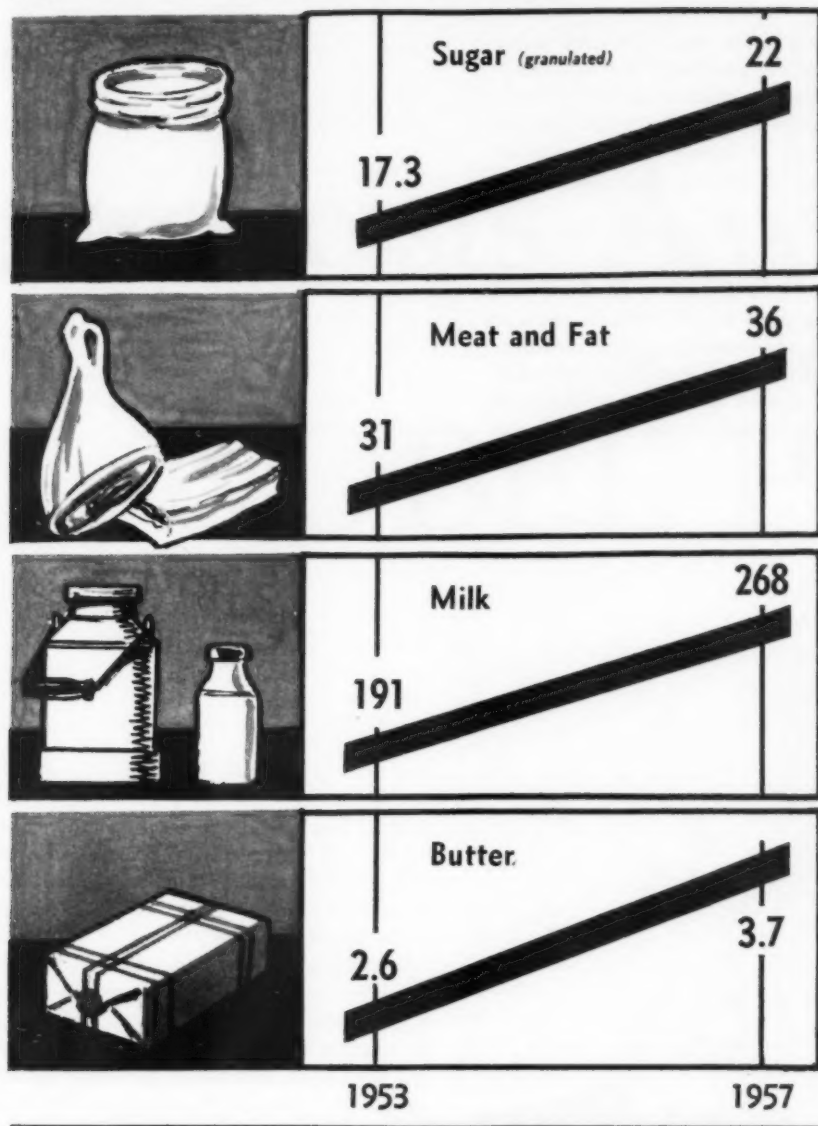 Sugar (granulated)
22
17.3
Meat and Fat
36
31
Milk
268
191
Butter.
3.7
2.6
1953 1957